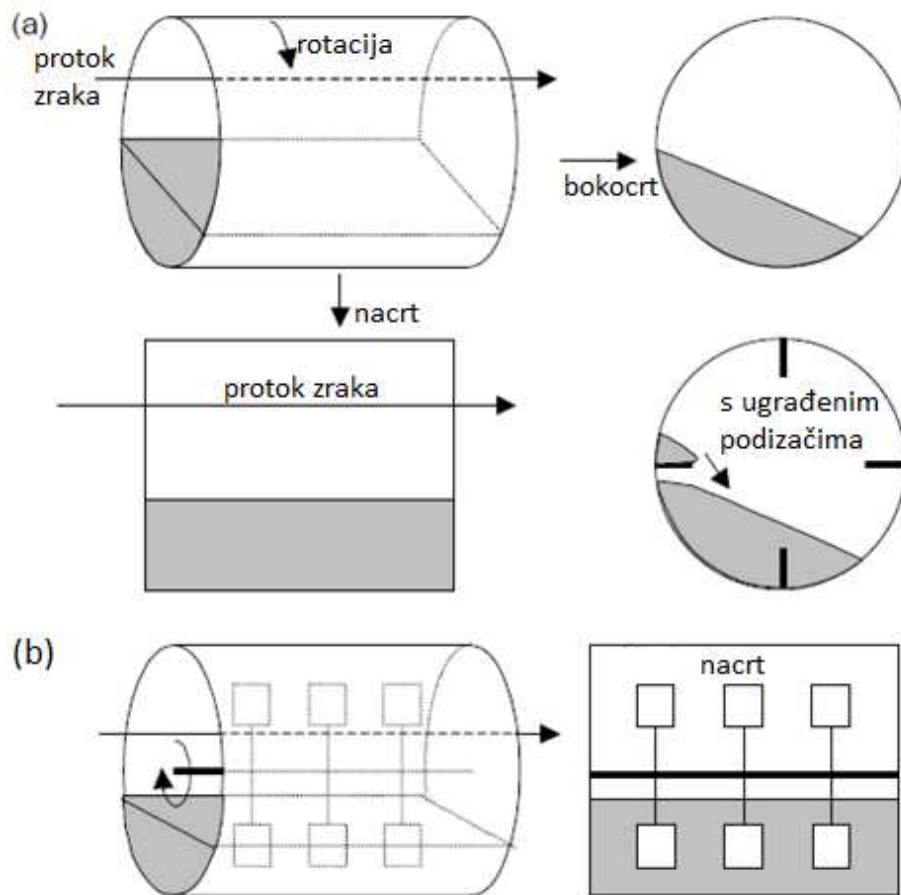 (a)
rotacija
protok
zraka
bokocrt
nacrt
protok zraka
s ugrađenim
podizačima
(b)
nacrt